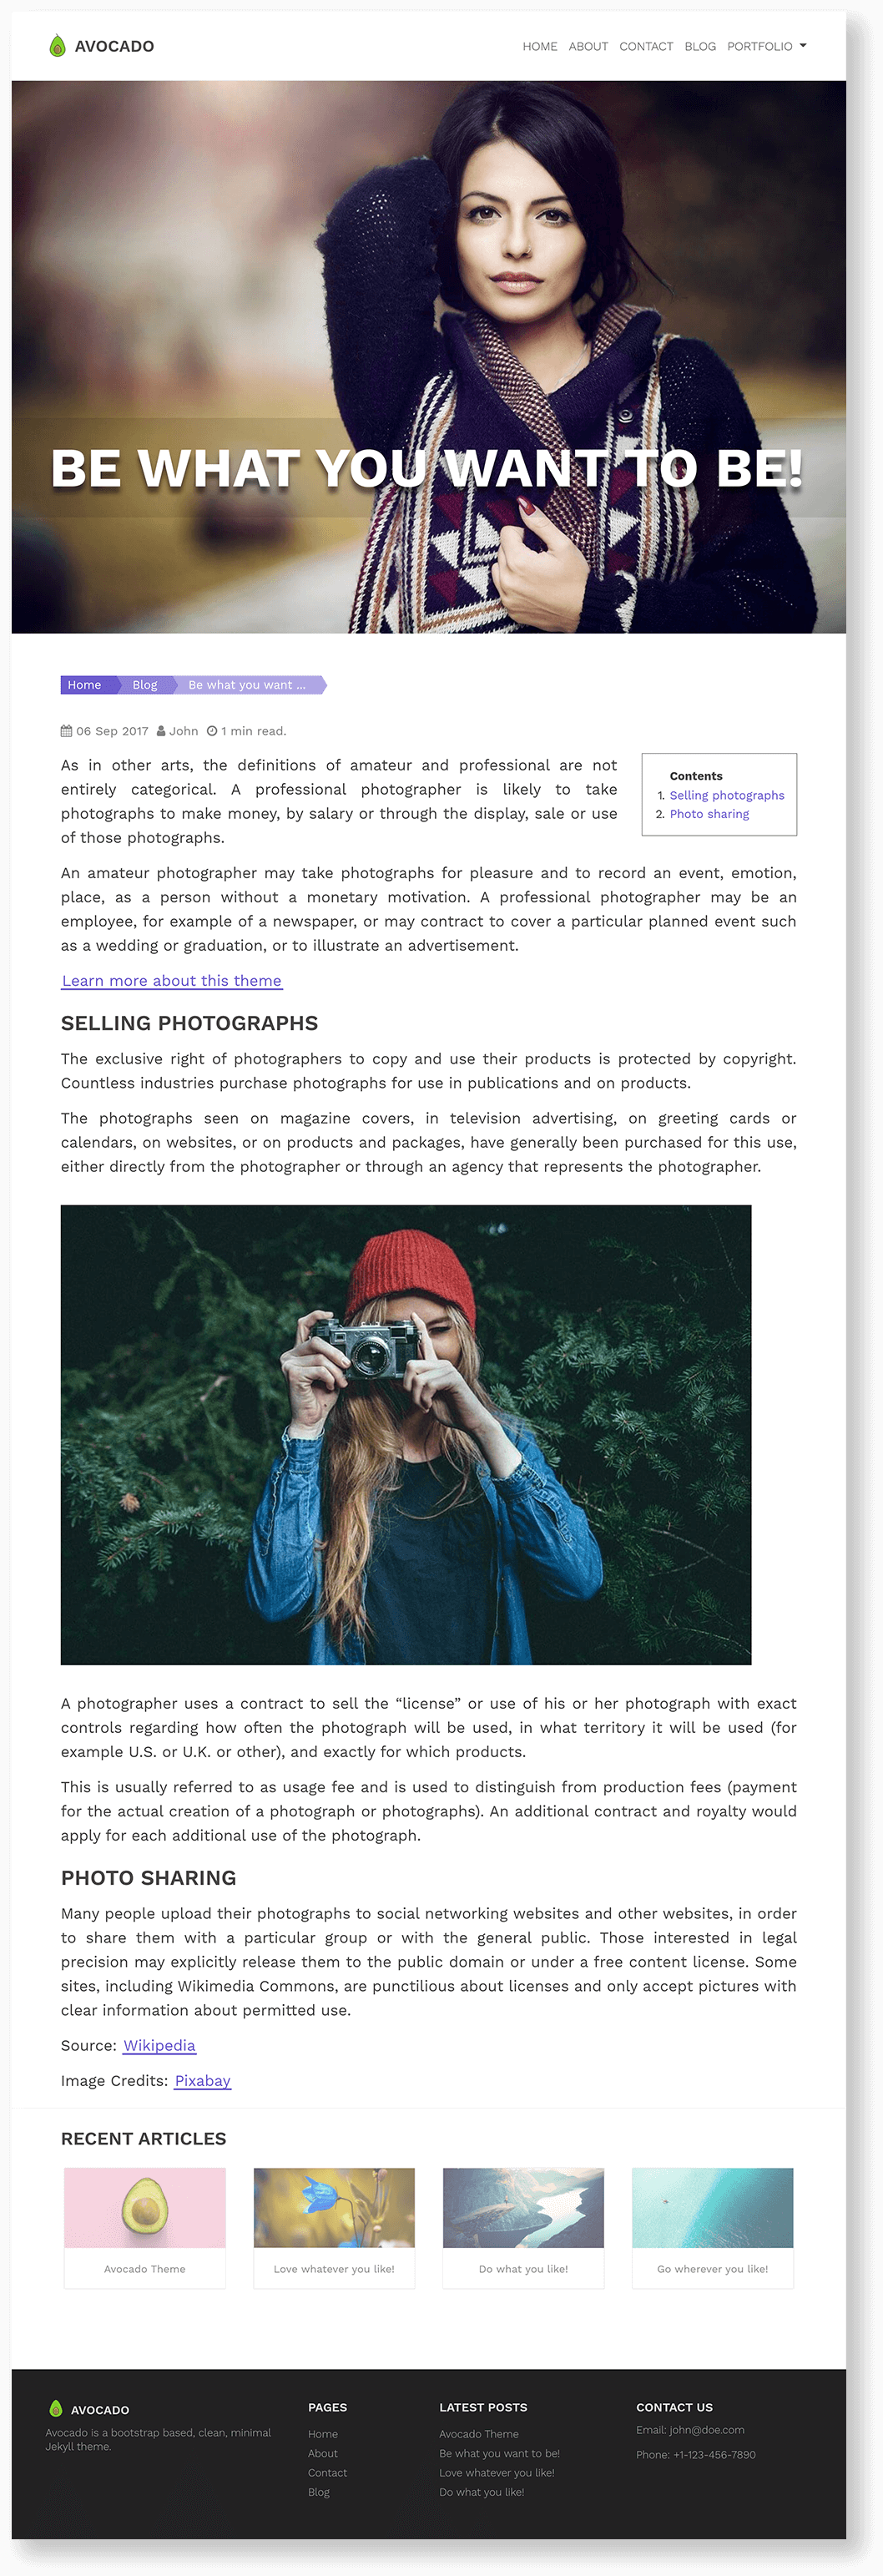 AVOCADO
HOME ABOUT CONTACT BLOG PORTFOLIO
BE WHAT YOU WANT TO BE!
Home Blog Be what you want ...
06 Sep 2017 John 1 min read.
As in other arts, the definitions of amateur and professional are not
entirely categorical. A professional photographer is likely to take
photographs to make money, by salary or through the display, sale or use
of those photographs.
Contents
1. Selling photographs
2. Photo sharing
An amateur photographer may take photographs for pleasure and to record an event, emotion,
place, as a person without a monetary motivation. A professional photographer may be an
employee, for example of a newspaper, or may contract to cover a particular planned event such
as a wedding or graduation, or to illustrate an advertisement.
Learn more about this theme
SELLING PHOTOGRAPHS
The exclusive right of photographers to copy and use their products is protected by copyright.
Countless industries purchase photographs for use in publications and on products.
The photographs seen on magazine covers, in television advertising, on greeting cards or
calendars, on websites, or on products and packages, have generally been purchased for this use,
either directly from the photographer or through an agency that represents the photographer.
A photographer uses a contract to sell the “license” or use of his or her photograph with exact
controls regarding how often the photograph will be used, in what territory it will be used (for
example U.S. or U.K. or other), and exactly for which products.
This is usually referred to as usage fee and is used to distinguish from production fees (payment
for the actual creation of a photograph or photographs). An additional contract and royalty would
apply for each additional use of the photograph.
PHOTO SHARING
Many people upload their photographs to social networking websites and other websites, in order
to share them with a particular group or with the general public. Those interested in legal
precision may explicitly release them to the public domain or under a free content license. Some
sites, including Wikimedia Commons, are punctilious about licenses and only accept pictures with
clear information about permitted use.
Source: Wikipedia
Image Credits: Pixabay
RECENT ARTICLES
Avocado Theme
Love whatever you like!
Do what you like!
Go wherever you like!
AVOCADO
Avocado is a bootstrap based, clean, minimal
Jekyll theme.
PAGES
Home
About
Contact
Blog
LATEST POSTS
Avocado Theme
Be what you want to be!
Love whatever you like!
Do what you like!
CONTACT US
Email: john@doe.com
Phone: +1-123-456-7890